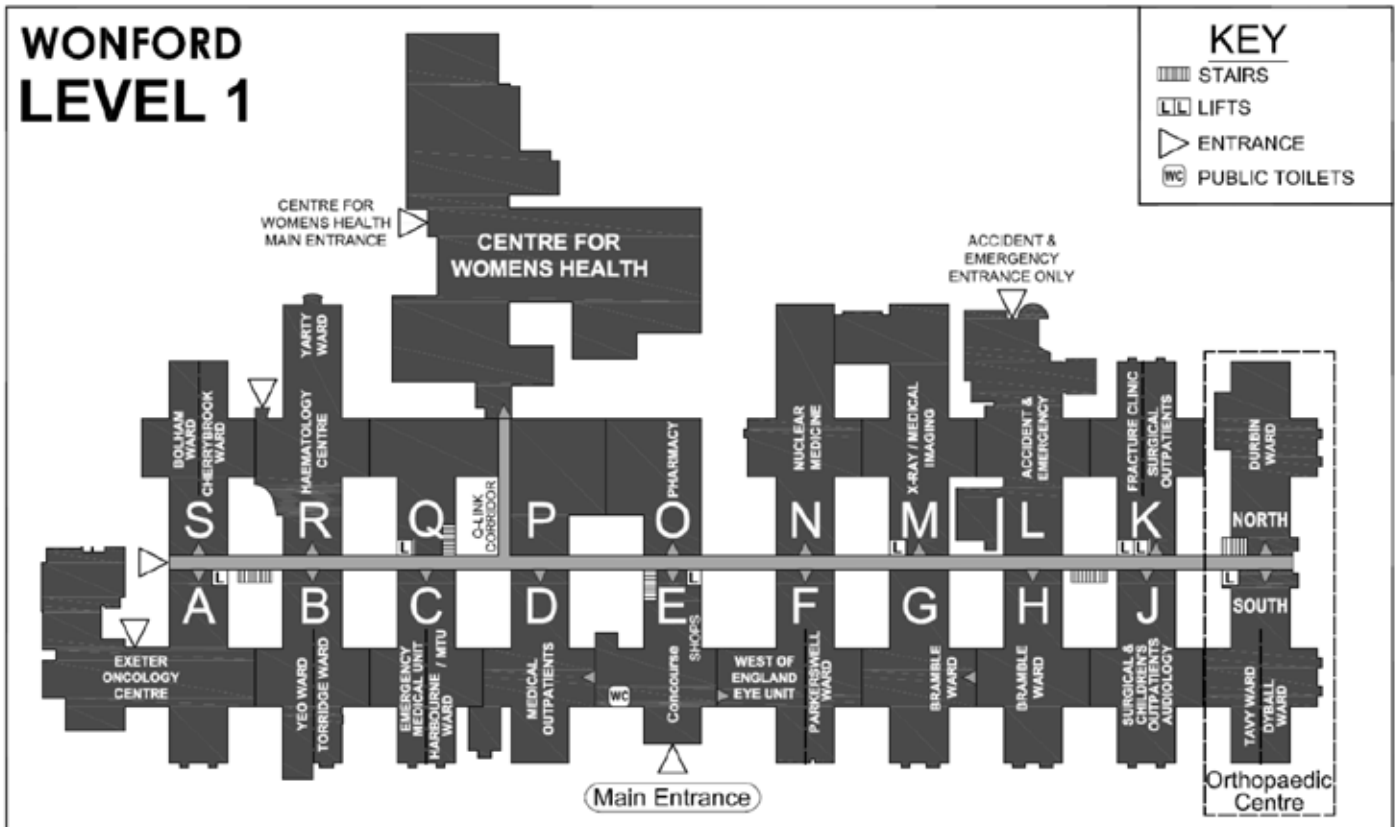 WONFORD
LEVEL 1
KEY
STAIRS
L L LIFTS
ENTRANCE
WC PUBLIC TOILETS
CENTRE FOR
WOMENS HEALTH
MAIN ENTRANCE
CENTRE FOR
WOMENS HEALTH
ACCIDENT &
EMERGENCY
ENTRANCE ONLY
BOLHAM
WARD
CHERRYBROOK
WARD
YARTY
WARD
HAEMATOLOGY
CENTRE
Q-LINK
CORRIDOR
PHARMACY
NUCLEAR
MEDICINE
X-RAY / MEDICAL
IMAGING
ACCIDENT &
EMERGENCY
FRACTURE CLINIC
SURGICAL
OUTPATIENTS
DURBIN
WARD
S
R
Q
P
O
N
M
L
K
NORTH
L
L
L L
L
L
L
A
B
C
D
E
F
G
H
J
SOUTH
EXETER
ONCOLOGY
CENTRE
YEO WARD
TORRIDGE WARD
EMERGENCY
MEDICAL UNIT
HARBOURNE / MTU
WARD
MEDICAL
OUTPATIENTS
WC
Concourse
SHOPS
WEST OF
ENGLAND
EYE UNIT
PARKERSWELL
WARD
BRAMBLE
WARD
BRAMBLE
WARD
SURGICAL &
CHILDREN'S
OUTPATIENTS
AUDIOLOGY
TAVY WARD
DYBALL
WARD
Main Entrance
Orthopaedic
Centre